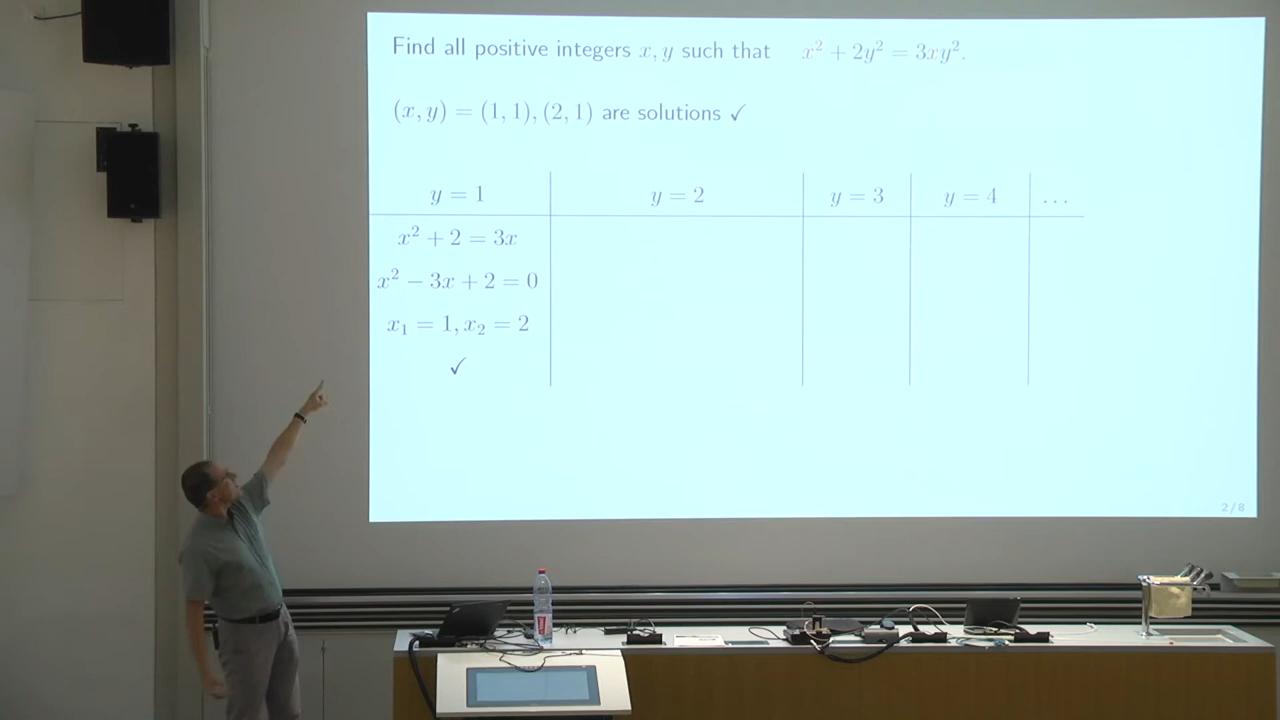 Find all positive integers x, y such that x² + 2y² = 3xy².
(x, y) = (1, 1), (2, 1) are solutions ✓
y = 1 y = 2 y = 3 y = 4 ...
x² + 2 = 3x
x² − 3x + 2 = 0
x₁ = 1, x₂ = 2
✓
2/8